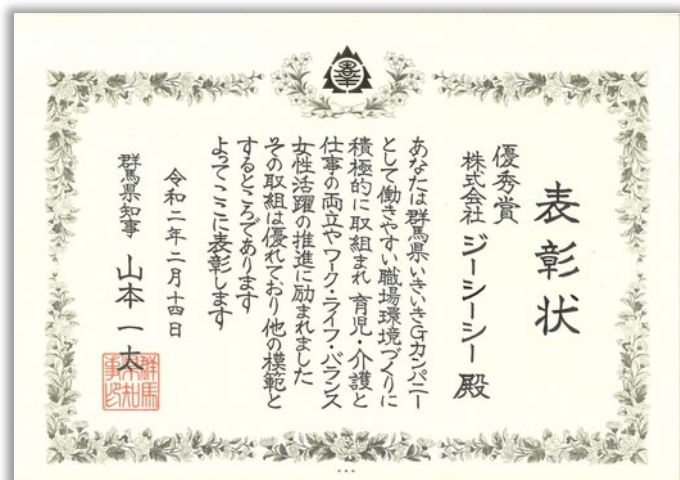 表彰状
優秀賞
株式会社 ジーシーシー 殿
あなたは群馬県いきいきGカンパニー
として働きやすい職場環境づくりに
積極的に取組まれ 育児・介護と
仕事の両立やワーク・ライフ・バランス
女性活躍の推進に励まれました
その取組は優れており他の模範と
するところであります
よってここに表彰します
令和二年二月十四日
群馬県知事 山本一太
群馬県知事印